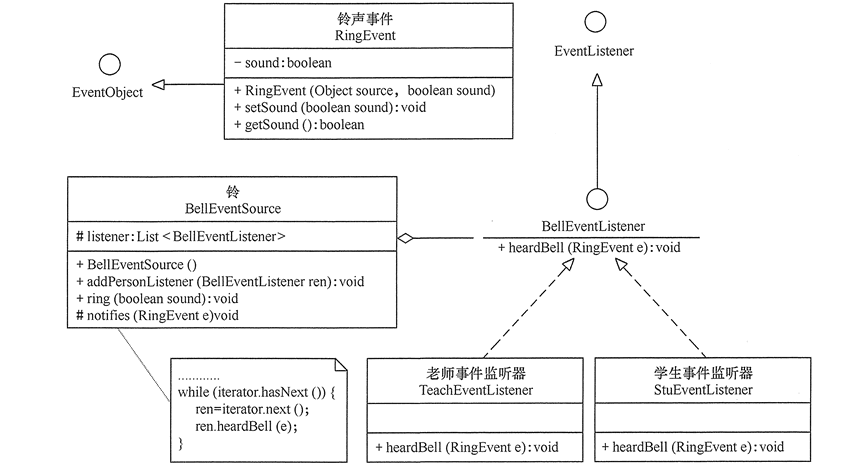 铃声事件
RingEvent
- sound:boolean
+ RingEvent (Object source, boolean sound)
+ setSound (boolean sound):void
+ getSound ():boolean
EventObject
EventListener
铃
BellEventSource
# listener:List <BellEventListener>
+ BellEventSource ()
+ addPersonListener (BellEventListener ren):void
+ ring (boolean sound):void
# notifies (RingEvent e)void
BellEventListener
+ heardBell (RingEvent e):void
............
while (iterator.hasNext ()) {
ren=iterator.next ();
ren.heardBell (e);
}
老师事件监听器
TeachEventListener
+ heardBell (RingEvent e):void
学生事件监听器
StuEventListener
+ heardBell (RingEvent e):void